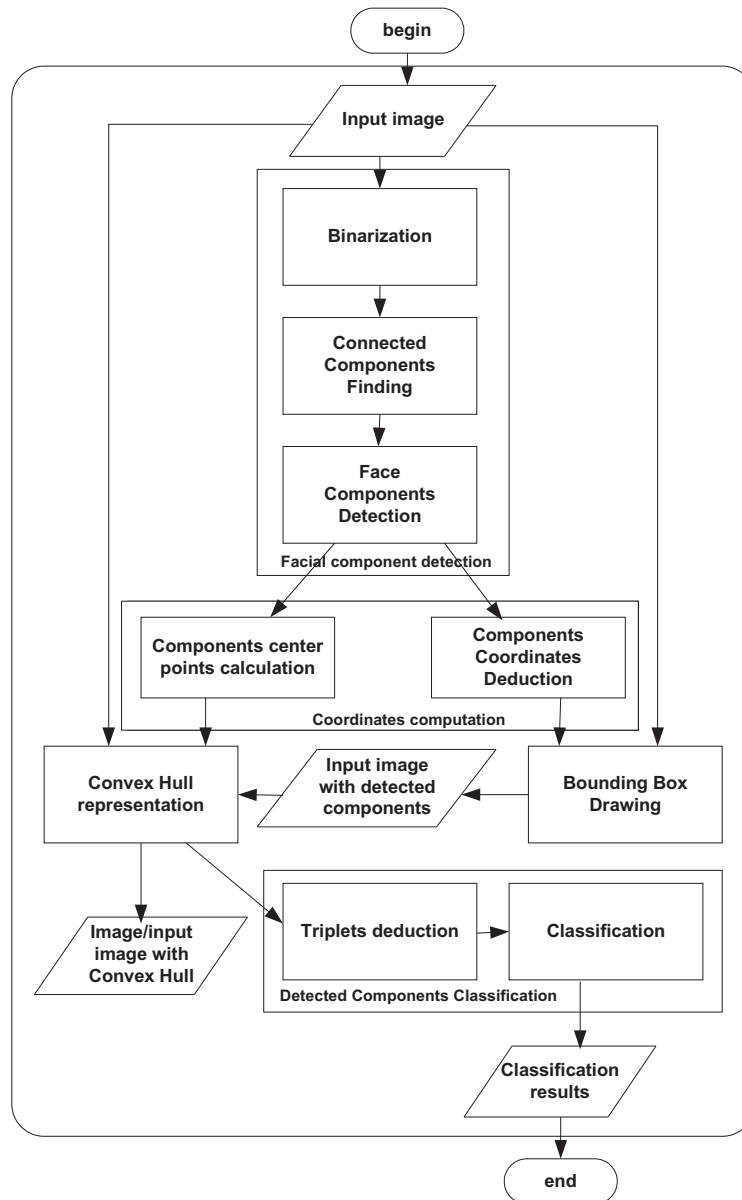 begin
Input image
Binarization
Connected
Components
Finding
Face
Components
Detection
Facial component detection
Components center
points calculation
Components
Coordinates
Deduction
Coordinates computation
Convex Hull
representation
Input image
with detected
components
Bounding Box
Drawing
Image/input
image with
Convex Hull
Triplets deduction
Classification
Detected Components Classification
Classification
results
end